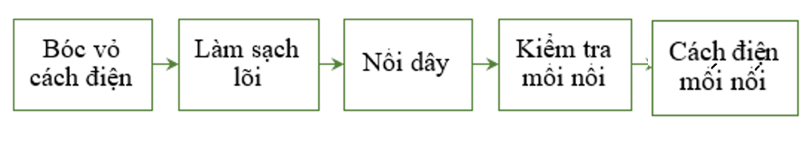 Bóc vỏ
cách điện
Làm sạch
lõi
Nối dây
Kiểm tra
mối nối
Cách điện
mối nối